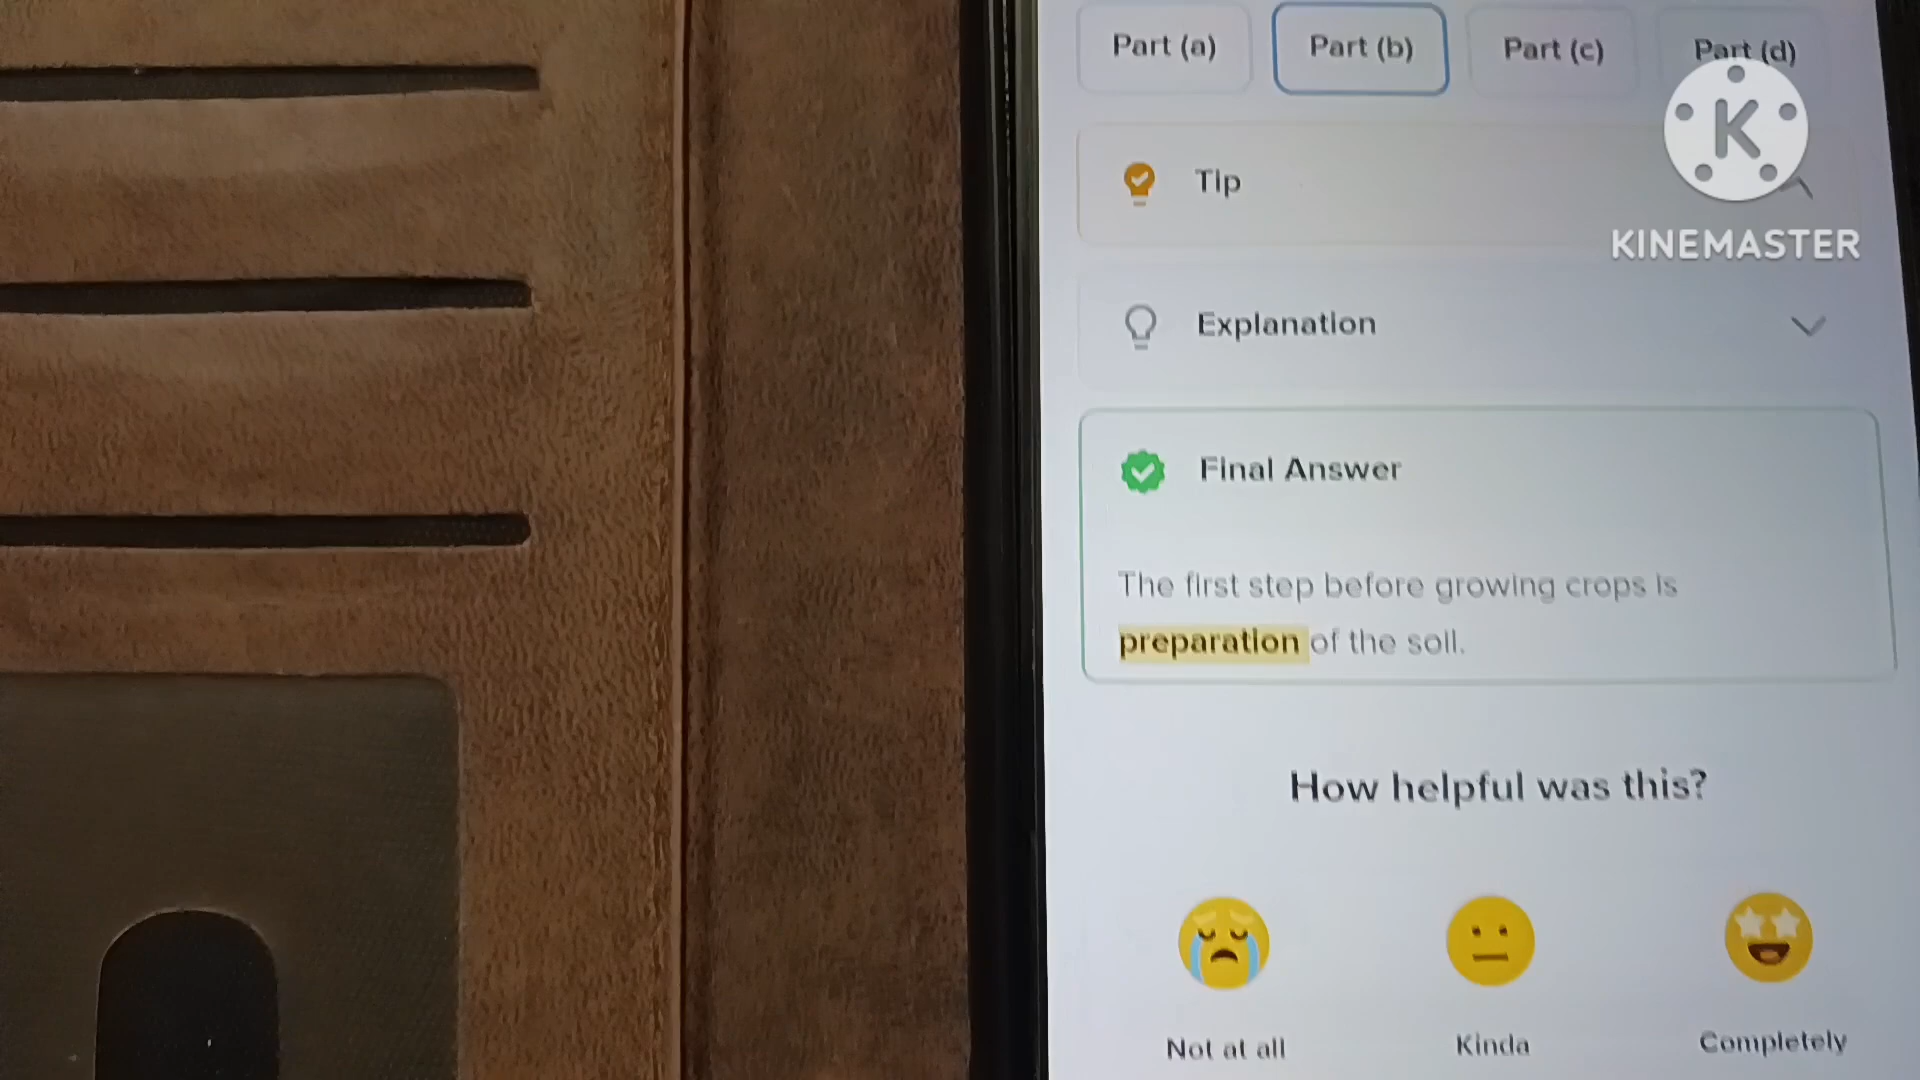 Part (a)
Part (b)
Part (c)
Part (d)
K
KINEMASTER
Tip
Explanation
Final Answer
The first step before growing crops is
preparation of the soil.
How helpful was this?
Not at all
Kinda
Completely